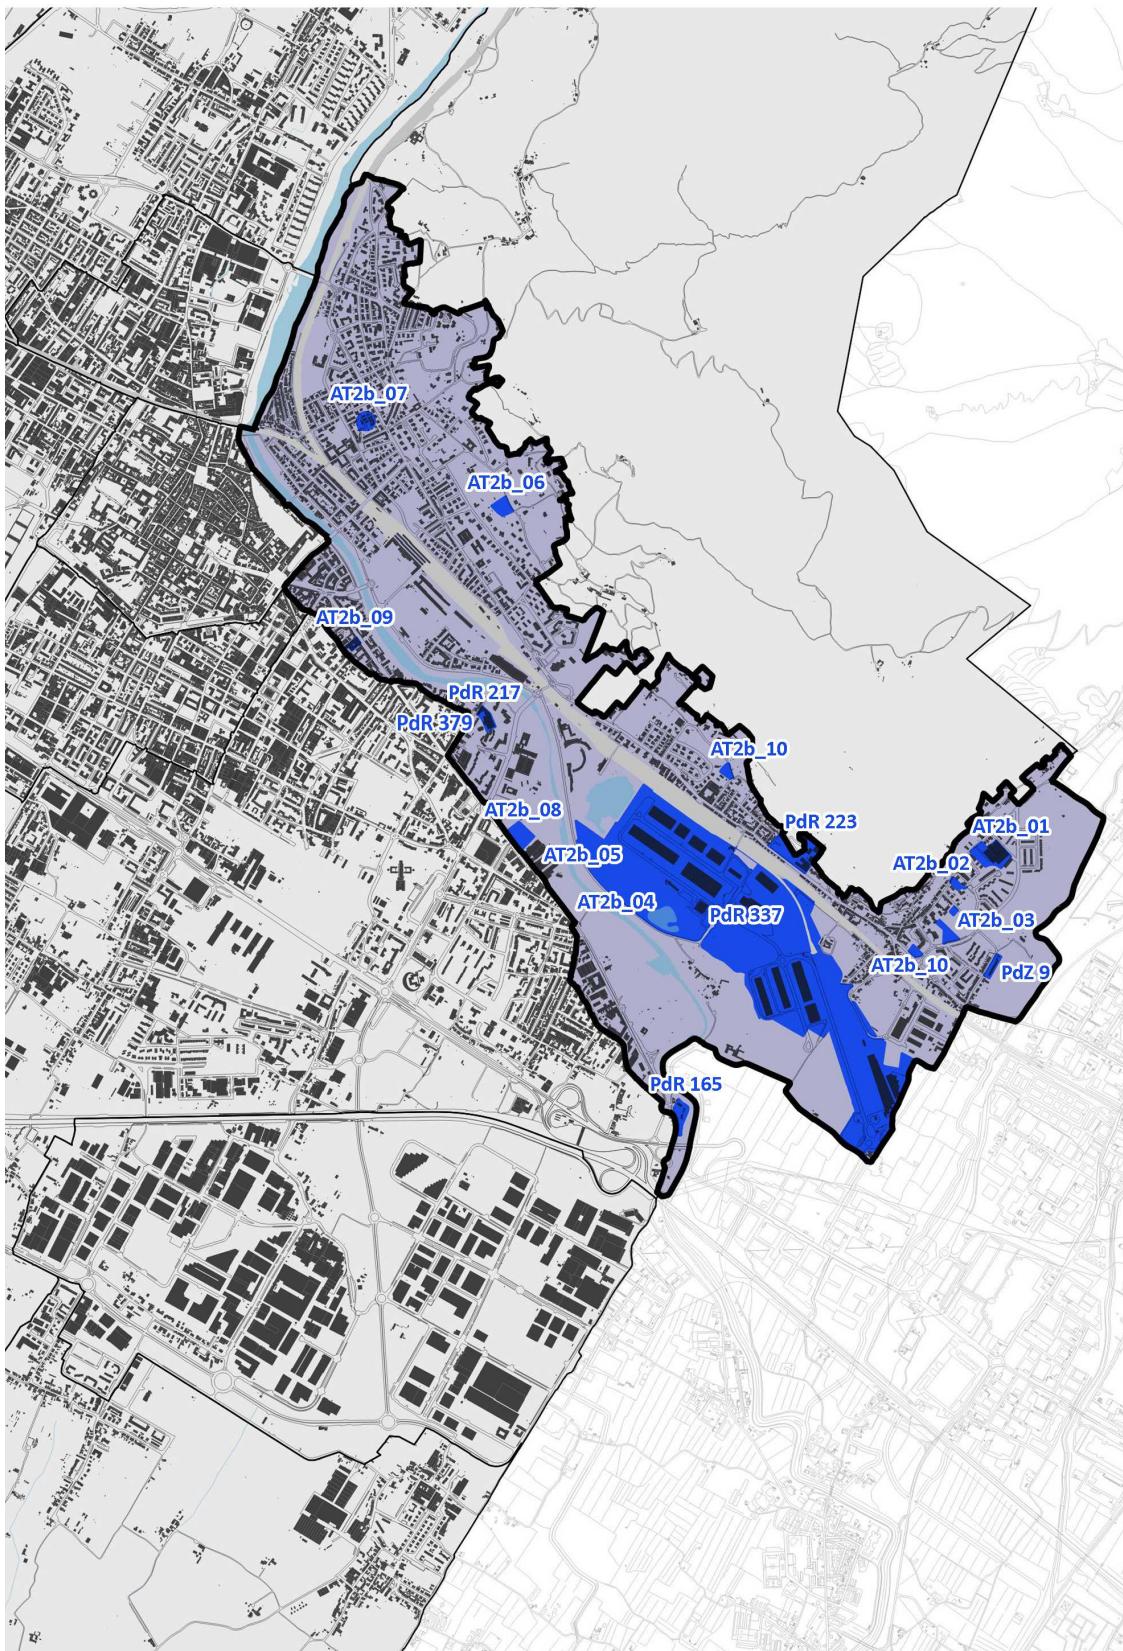 AT2b_07
AT2b_06
AT2b_09
PdR 217
PdR 379
AT2b_10
AT2b_08
PdR 223
AT2b_01
AT2b_05
AT2b_02
AT2b_04
PdR 337
AT2b_03
AT2b_10
PdZ 9
PdR 165